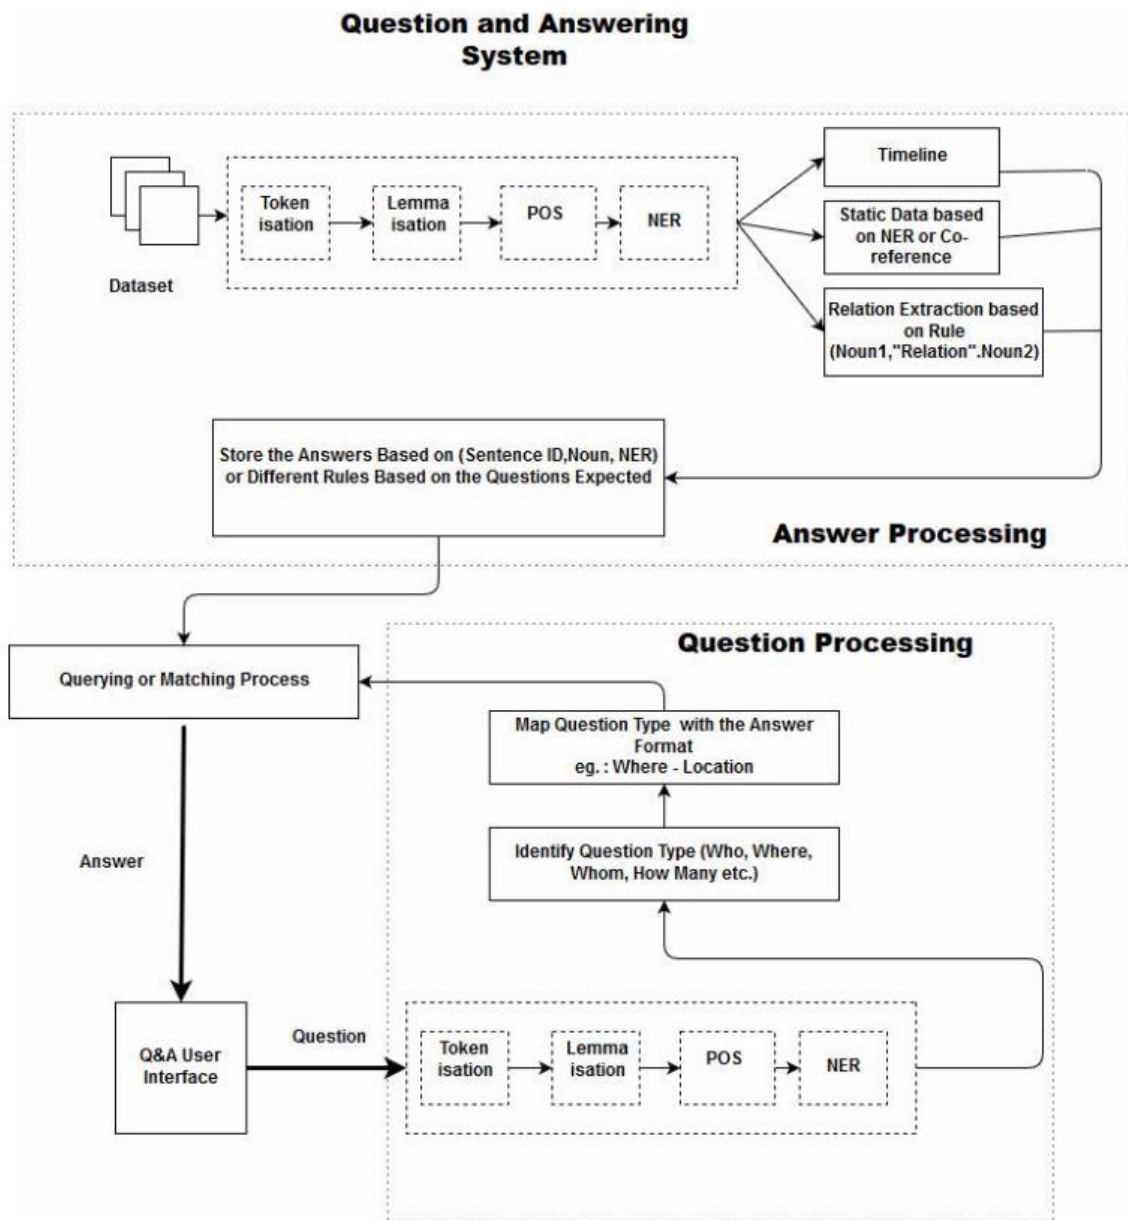 Question and Answering
System
Timeline
Token
isation
Lemma
isation
POS
NER
Static Data based
on NER or Co-
reference
Dataset
Relation Extraction based
on Rule
(Noun1,"Relation".Noun2)
Store the Answers Based on (Sentence ID,Noun, NER)
or Different Rules Based on the Questions Expected
Answer Processing
Question Processing
Querying or Matching Process
Map Question Type with the Answer
Format
eg. : Where - Location
Identify Question Type (Who, Where,
Whom, How Many etc.)
Answer
Q&A User
Interface
Question
Token
isation
Lemma
isation
POS
NER